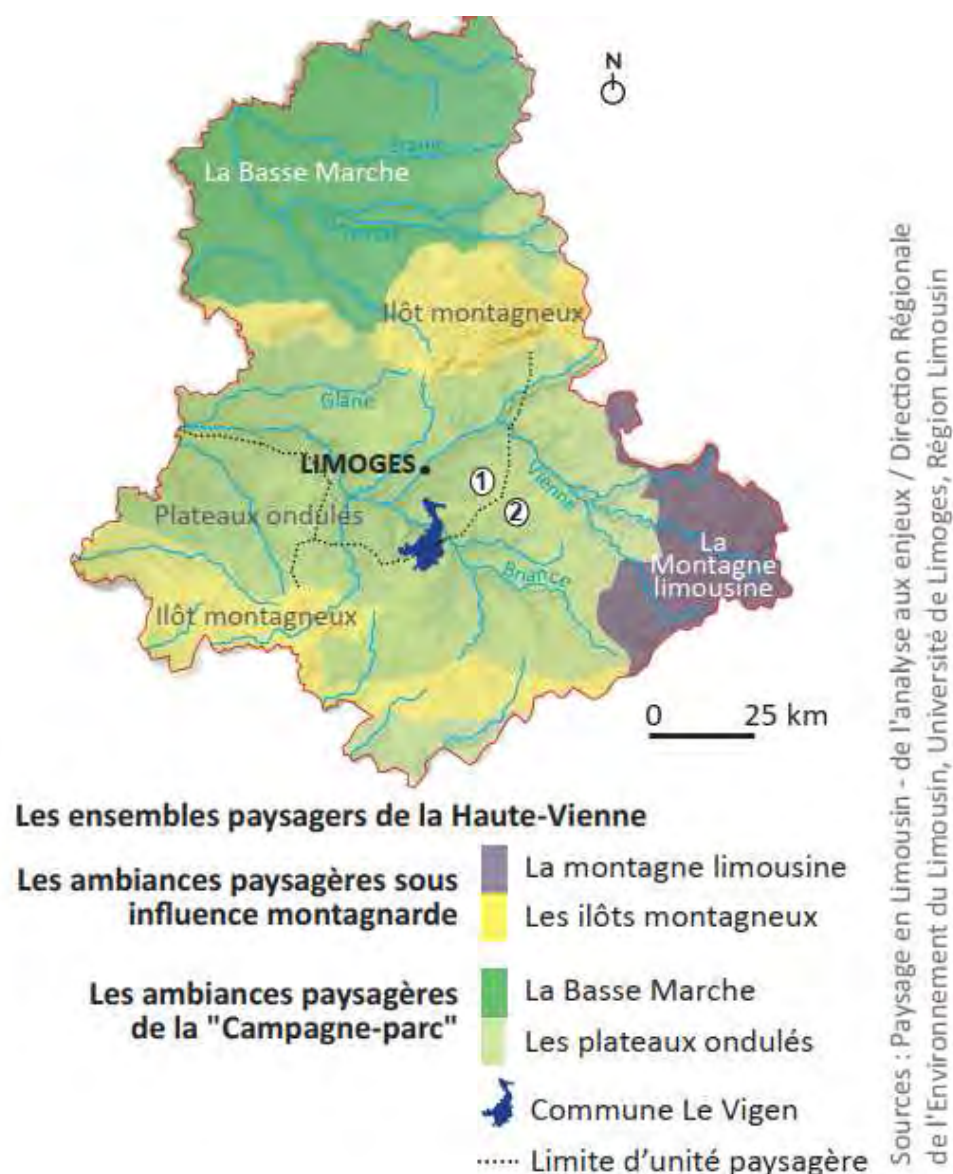 N
La Basse Marche
Ilôt montagneux
Glane
LIMOGES
1
2
Vienne
Plateaux ondulés
La
Montagne
limousine
Briance
Ilôt montagneux
0 25 km
Les ensembles paysagers de la Haute-Vienne
Les ambiances paysagères sous
influence montagnarde
La montagne limousine
Les ilôts montagneux
Les ambiances paysagères
de la "Campagne-parc"
La Basse Marche
Les plateaux ondulés
Commune Le Vigen
Limite d'unité paysagère
Sources : Paysage en Limousin - de l'analyse aux enjeux / Direction Régionale
de l'Environnement du Limousin, Université de Limoges, Région Limousin